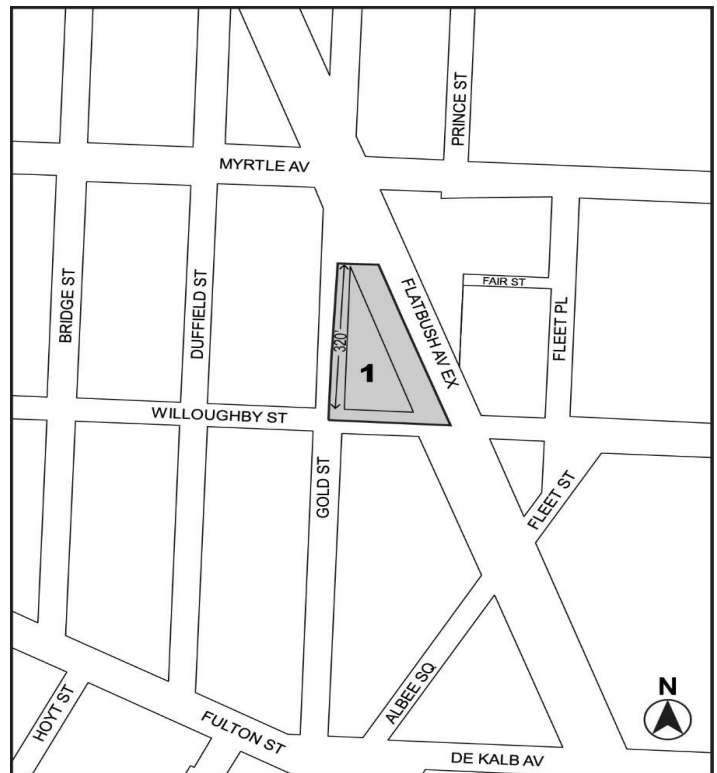 PRINCE ST
MYRTLE AV
FAIR ST
FLATBUSH AV EX
BRIDGE ST
DUFFIELD ST
FLEET PL
320'
1
WILLOUGHBY ST
GOLD ST
FLEET ST
ALBEE SQ
HOYT ST
FULTON ST
N
DE KALB AV